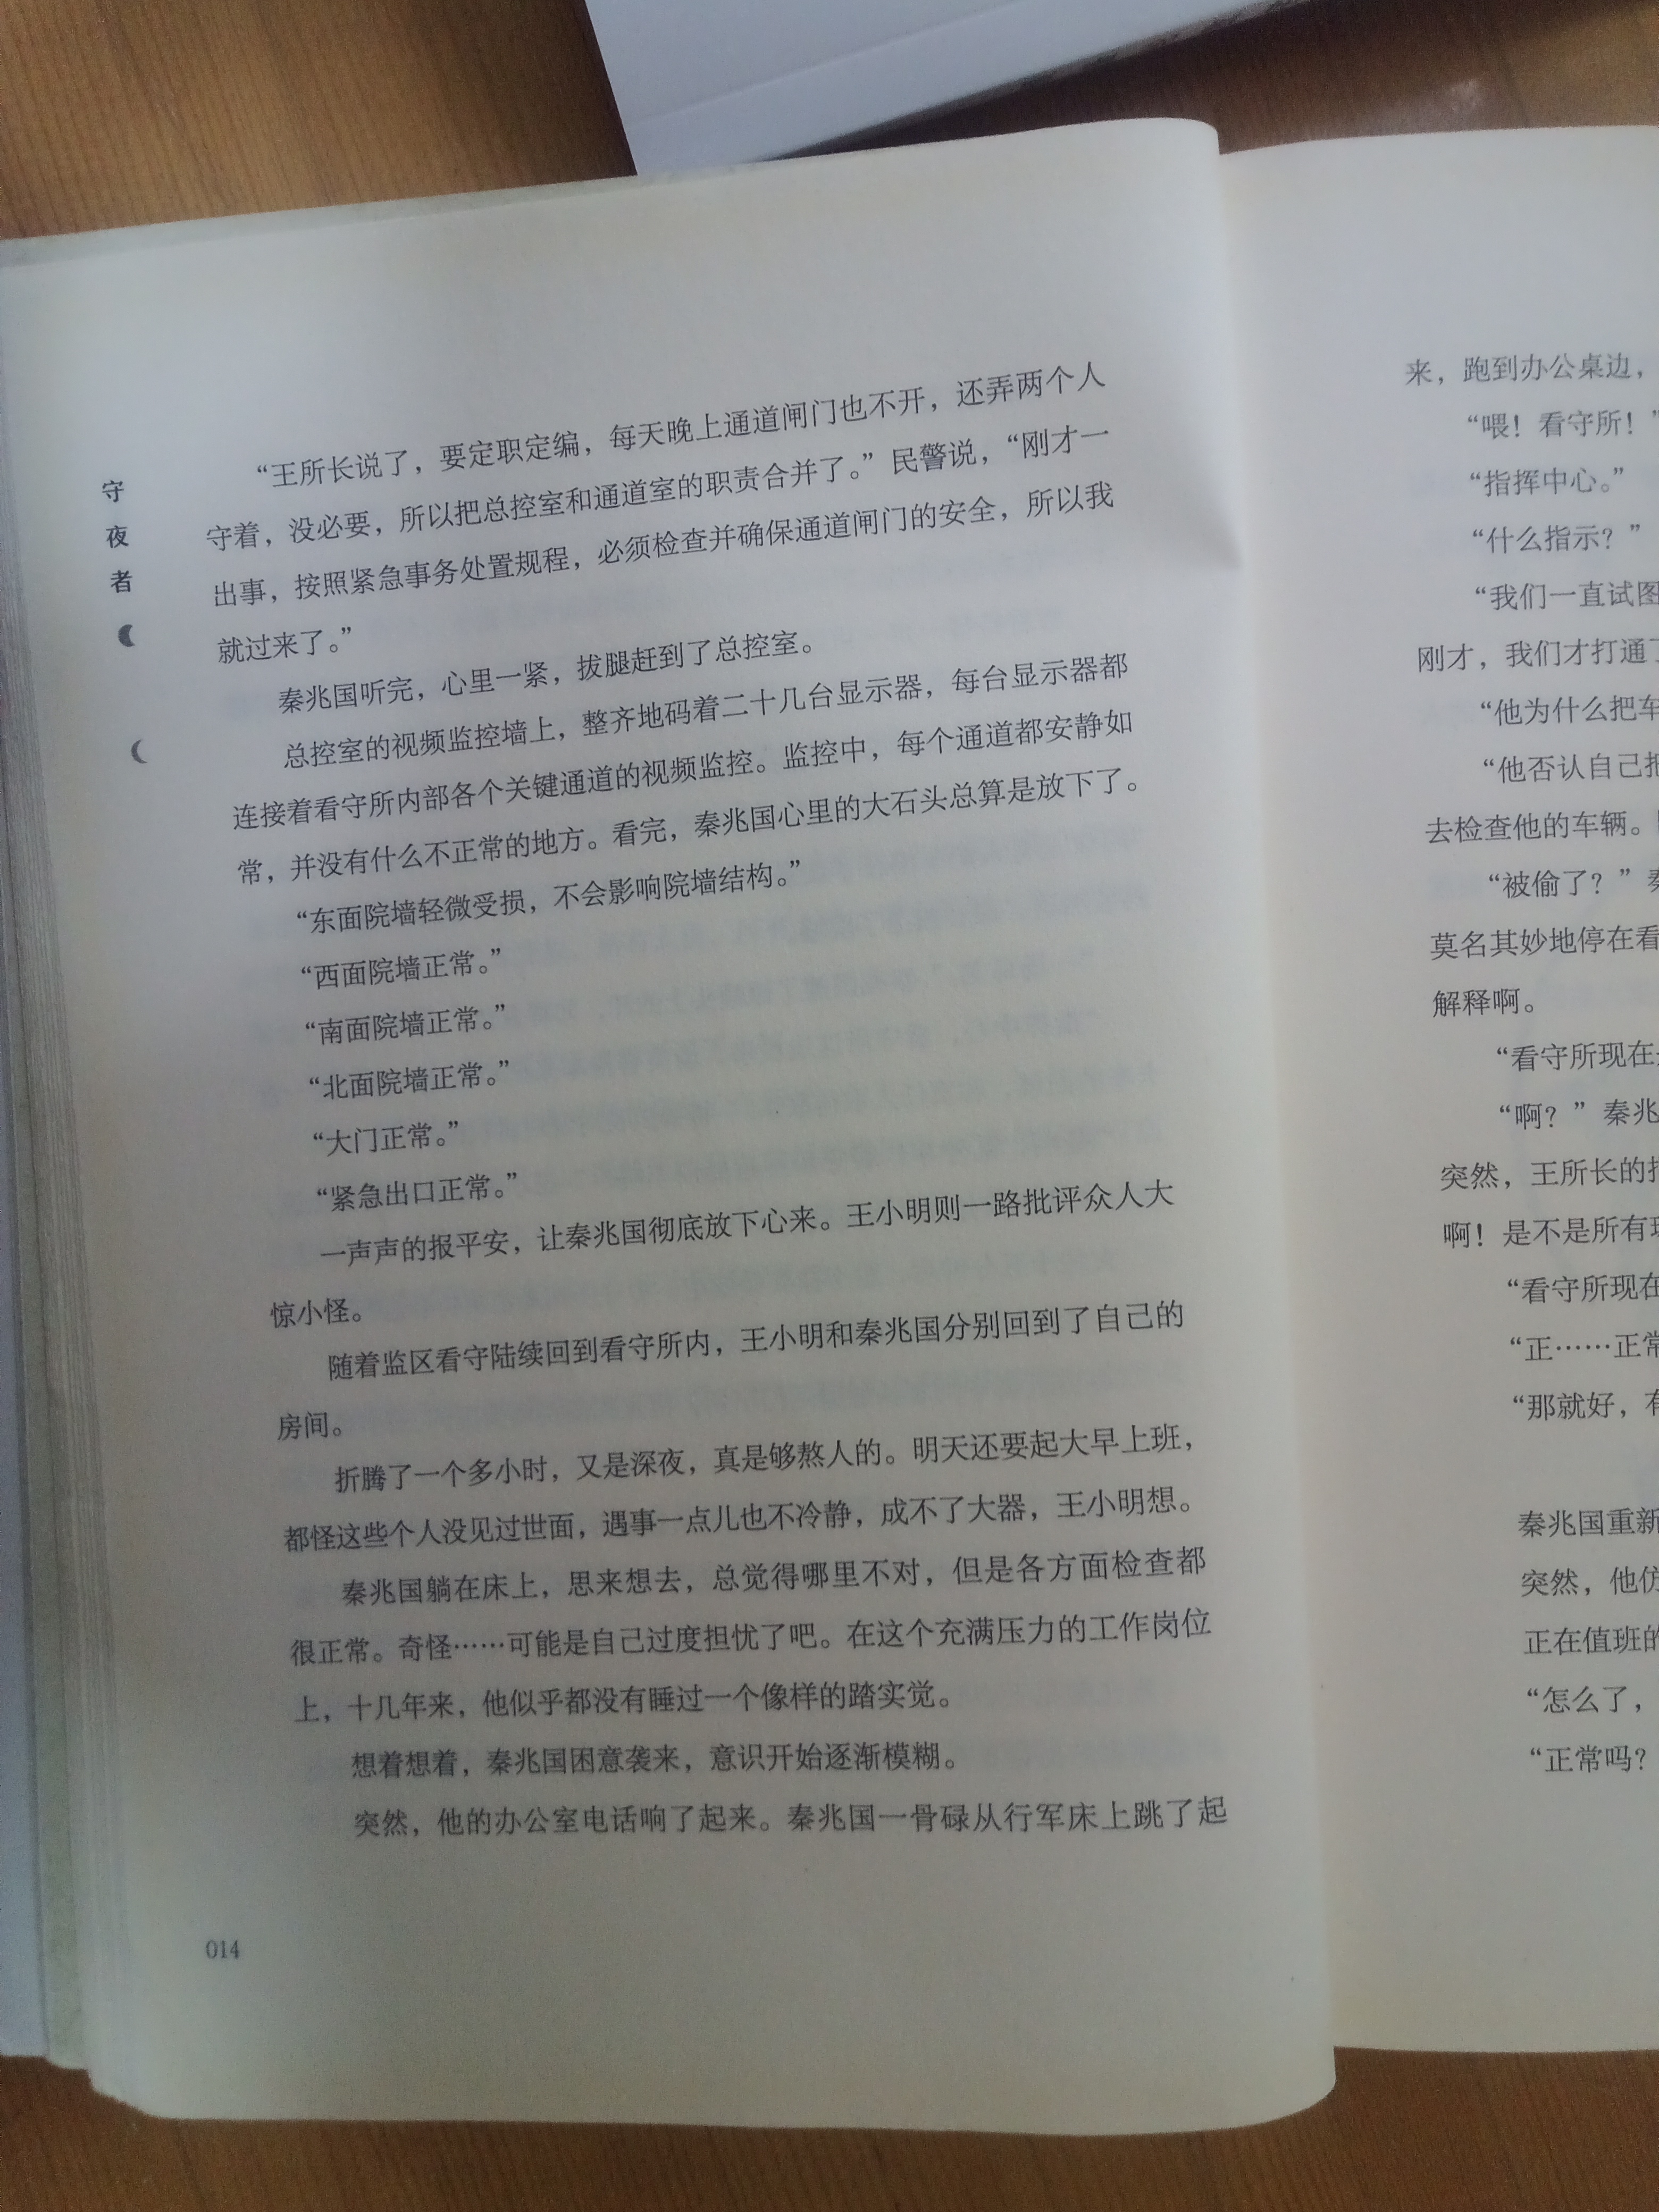 守夜者
“王所长说了，要定职定编，每天晚上通道闸门也不开，还弄两个人
守着，没必要，所以把总控室和通道室的职责合并了。”民警说，“刚才一
出事，按照紧急事务处置规程，必须检查并确保通道闸门的安全，所以我
就过来了。”
秦兆国听完，心里一紧，拔腿赶到了总控室。
总控室的视频监控墙上，整齐地码着二十几台显示器，每台显示器都
连接着看守所内部各个关键通道的视频监控。监控中，每个通道都安静如
常，并没有什么不正常的地方。看完，秦兆国心里的大石头总算是放下了。
“东面院墙轻微受损，不会影响院墙结构。”
“西面院墙正常。”
“南面院墙正常。”
“北面院墙正常。”
“大门正常。”
“紧急出口正常。”
一声声的报平安，让秦兆国彻底放下心来。王小明则一路批评众人大
惊小怪。
随着监区看守陆续回到看守所内，王小明和秦兆国分别回到了自己的
房间。
折腾了一个多小时，又是深夜，真是够熬人的。明天还要起大早上班，
都怪这些个人没见过世面，遇事一点儿也不冷静，成不了大器，王小明想。
秦兆国躺在床上，思来想去，总觉得哪里不对，但是各方面检查都
很正常。奇怪……可能是自己过度担忧了吧。在这个充满压力的工作岗位
上，十几年来，他似乎都没有睡过一个像样的踏实觉。
想着想着，秦兆国困意袭来，意识开始逐渐模糊。
突然，他的办公室电话响了起来。秦兆国一骨碌从行军床上跳了起
014
来，跑到办公桌边，
“喂！看守所！”
“指挥中心。”
“什么指示？”
“我们一直试图
刚才，我们才打通了
“他为什么把车
“他否认自己把
去检查他的车辆。
“被偷了？”秦
莫名其妙地停在看
解释啊。
“看守所现在
“啊？”秦兆
突然，王所长的
啊！是不是所有
“看守所现在
“正……正常
“那就好，有
秦兆国重新
突然，他仿
正在值班的
“怎么了，
“正常吗？